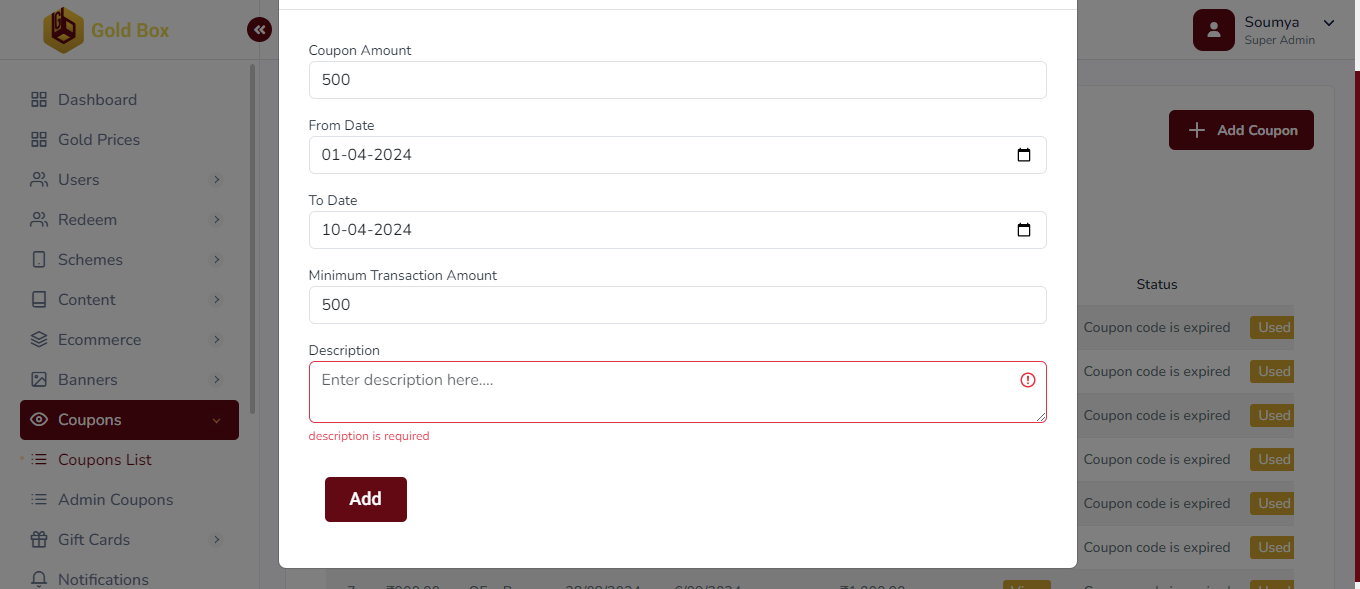 Gold Box
Soumya
Super Admin
Dashboard
Gold Prices
Users
Redeem
Schemes
Content
Ecommerce
Banners
Coupons
Coupons List
Admin Coupons
Gift Cards
Notifications
Coupon Amount
500
From Date
01-04-2024
To Date
10-04-2024
Minimum Transaction Amount
500
Description
Enter description here....
description is required
Add
Add Coupon
Status
Coupon code is expired Used
Coupon code is expired Used
Coupon code is expired Used
Coupon code is expired Used
Coupon code is expired Used
Coupon code is expired Used